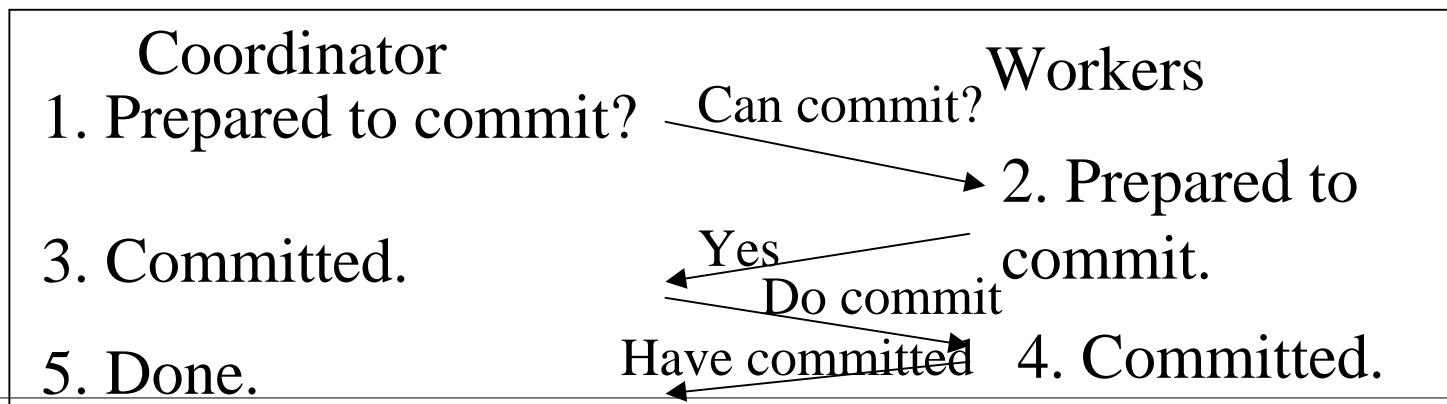 Coordinator
Workers
1. Prepared to commit?
Can commit?
2. Prepared to
commit.
Yes
3. Committed.
Do commit
4. Committed.
Have committed
5. Done.